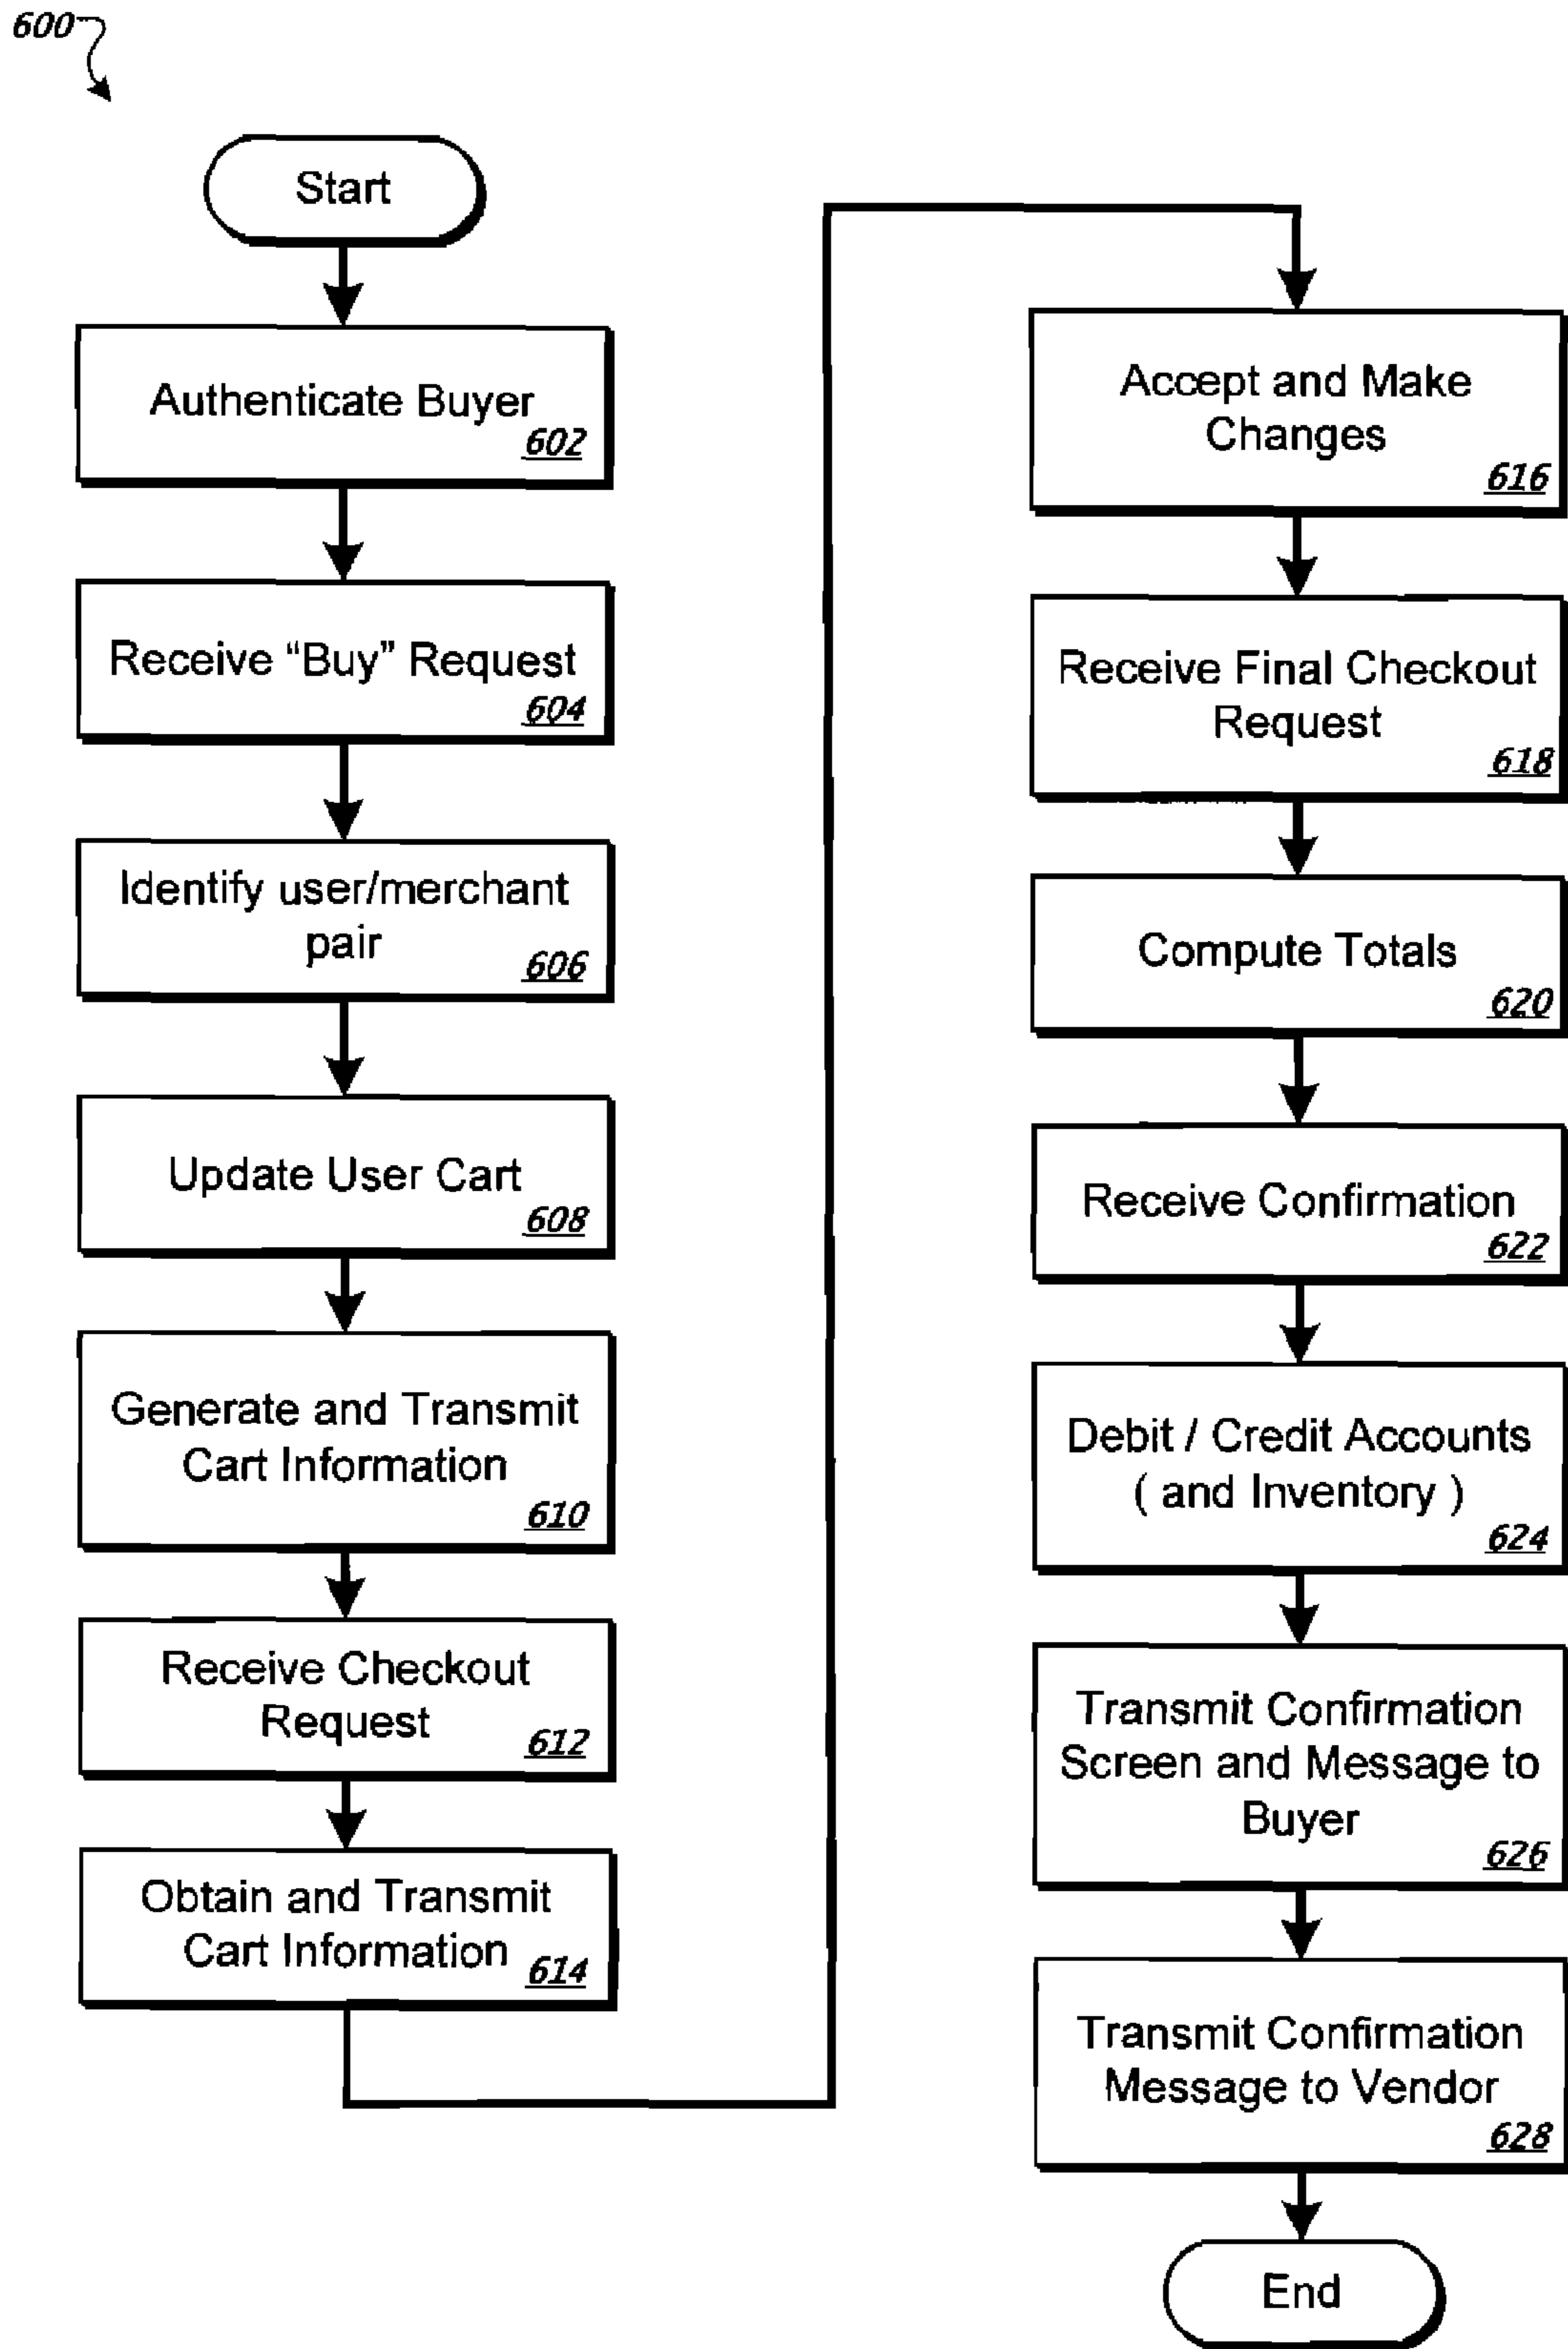 600
Start
Authenticate Buyer
602
Receive “Buy” Request
604
Identify user/merchant
pair
606
Update User Cart
608
Generate and Transmit
Cart Information
610
Receive Checkout
Request
612
Obtain and Transmit
Cart Information
614
Accept and Make
Changes
616
Receive Final Checkout
Request
618
Compute Totals
620
Receive Confirmation
622
Debit / Credit Accounts
( and Inventory )
624
Transmit Confirmation
Screen and Message to
Buyer
626
Transmit Confirmation
Message to Vendor
628
End